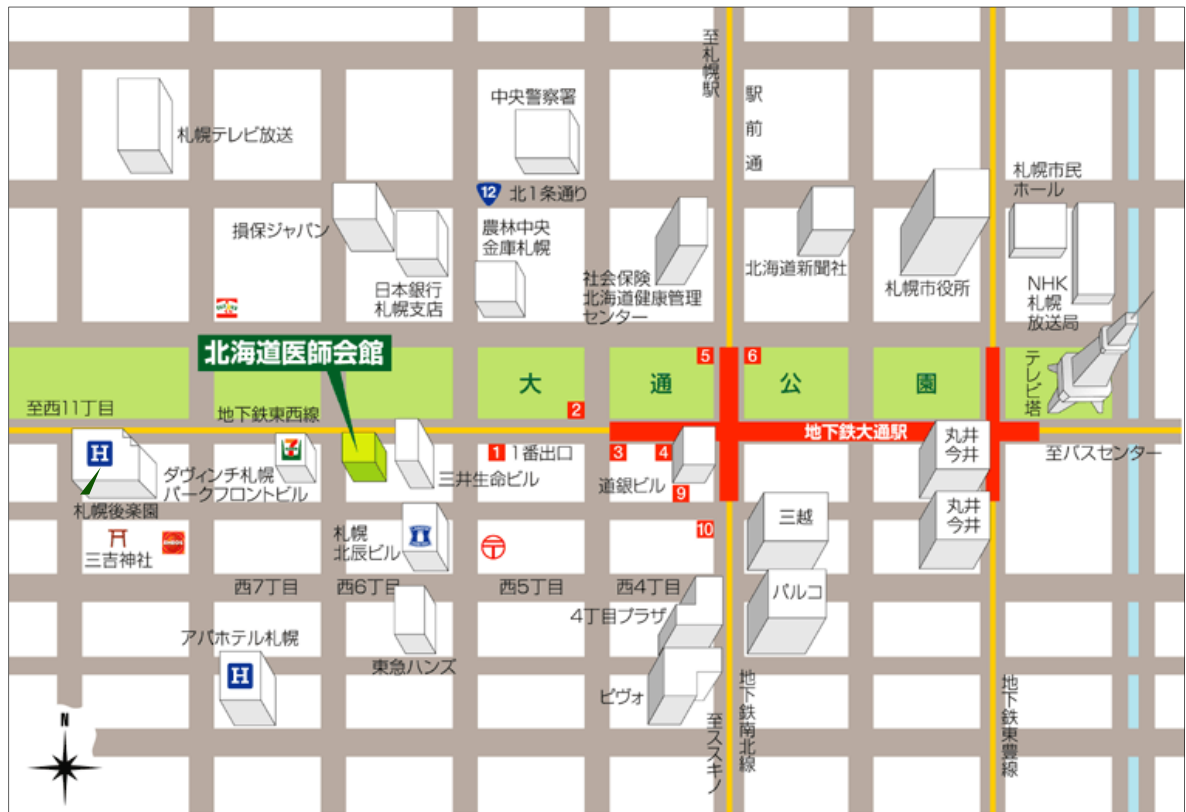 至札幌駅
駅前通
中央警察署
札幌テレビ放送
札幌市民
ホール
12
北1条通り
損保ジャパン
農林中央
金庫札幌
日本銀行
札幌支店
社会保険
北海道健康管理
センター
北海道新聞社
札幌市役所
NHK
札幌
放送局
北海道医師会館
5
6
大通公園
テレビ塔
至西11丁目
地下鉄東西線
2
地下鉄大通駅
至バスセンター
H
札幌後楽園
7
ダヴィンチ札幌
パークフロントビル
三井生命ビル
1
1番出口
3
4
道銀ビル
9
丸井
今井
三吉神社
ENEOS
札幌
北辰ビル
〒
10
三越
丸井
今井
西7丁目
西6丁目
西5丁目
西4丁目
4丁目プラザ
パルコ
アパホテル札幌
H
東急ハンズ
ピヴォ
至ススキノ
地下鉄南北線
地下鉄東豊線
N